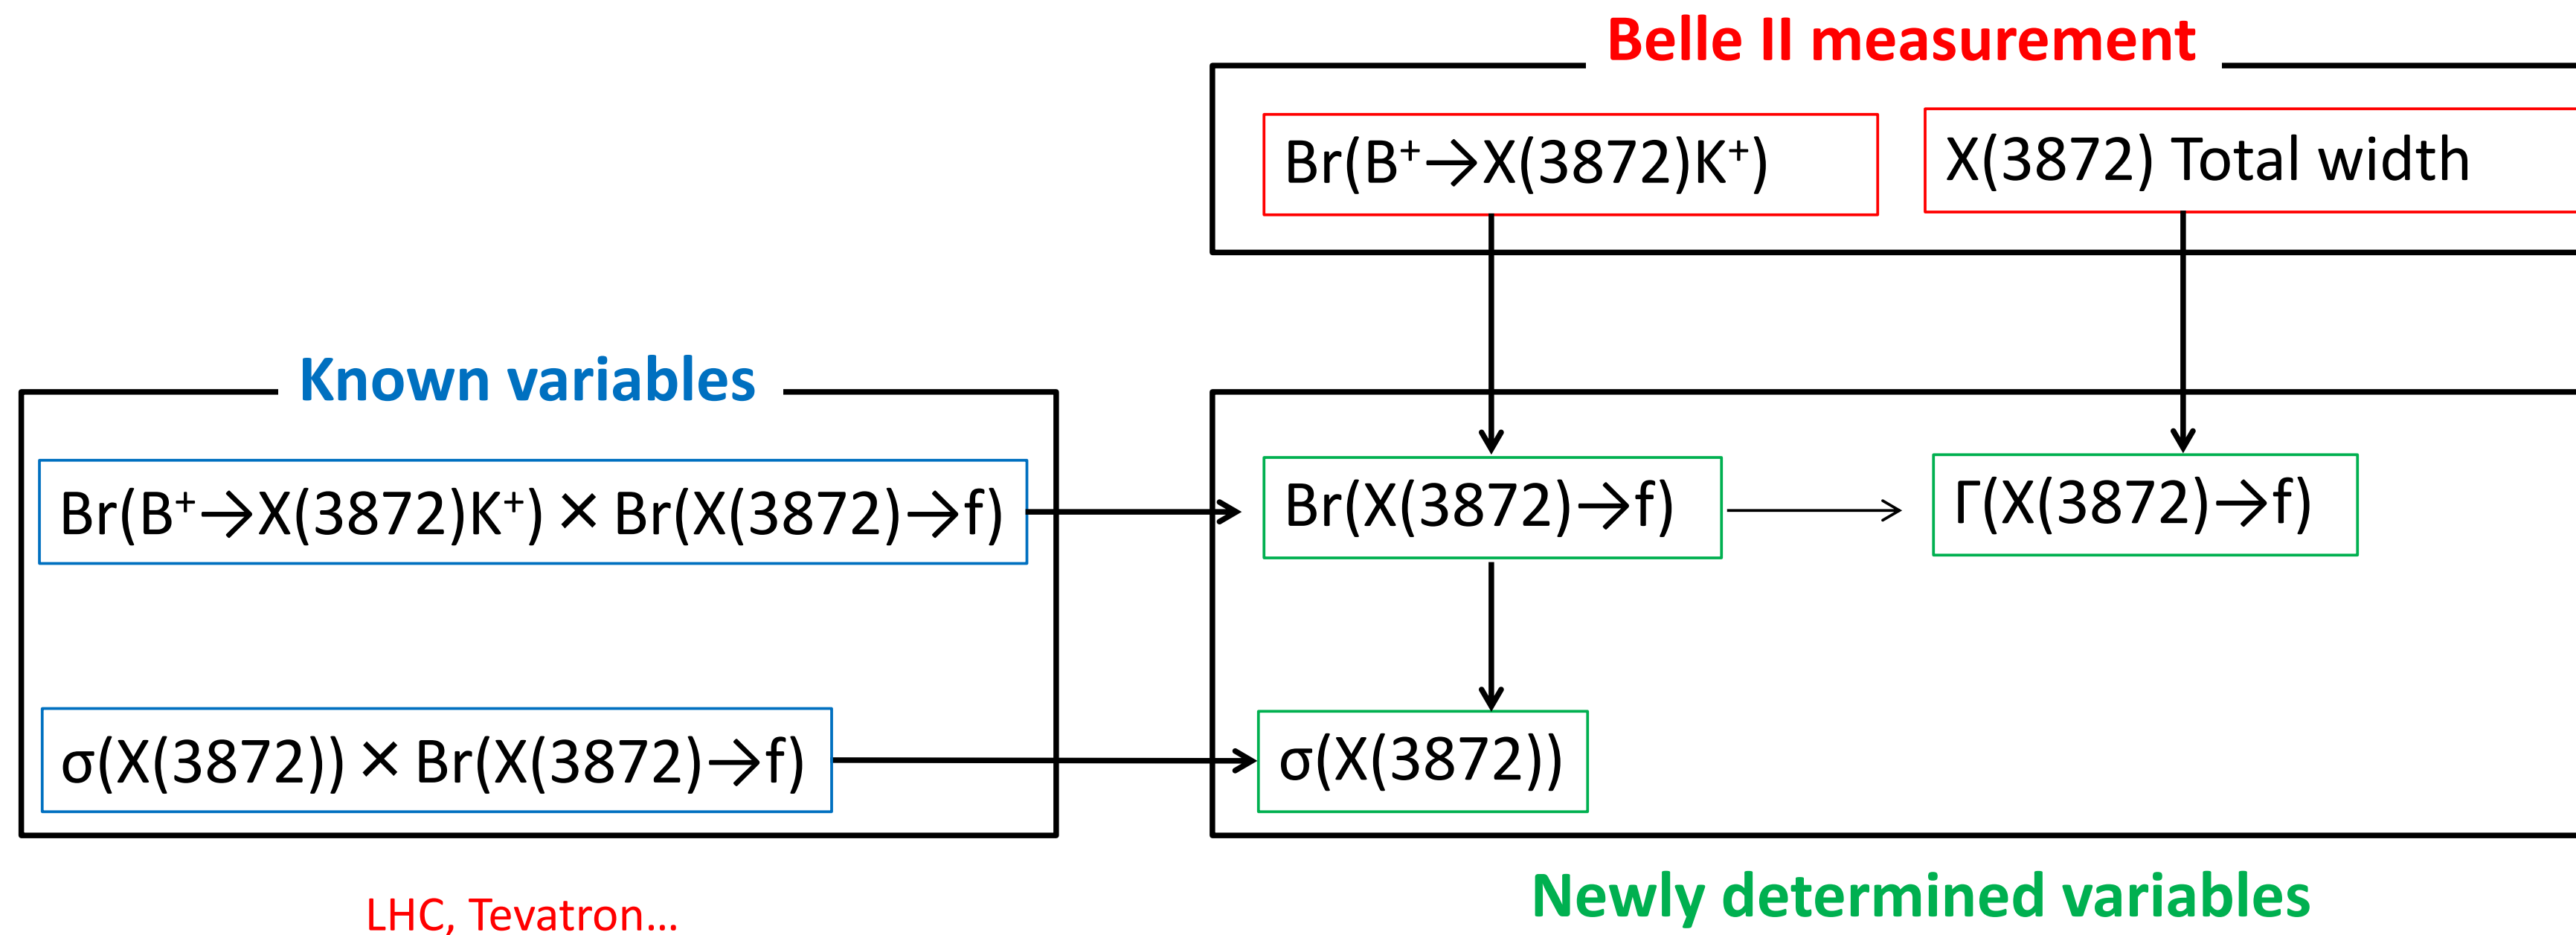 Belle II measurement
Br(B⁺→X(3872)K⁺)
X(3872) Total width
Known variables
Br(B⁺→X(3872)K⁺) × Br(X(3872)→f)
Br(X(3872)→f)
Γ(X(3872)→f)
σ(X(3872)) × Br(X(3872)→f)
σ(X(3872))
LHC, Tevatron...
Newly determined variables